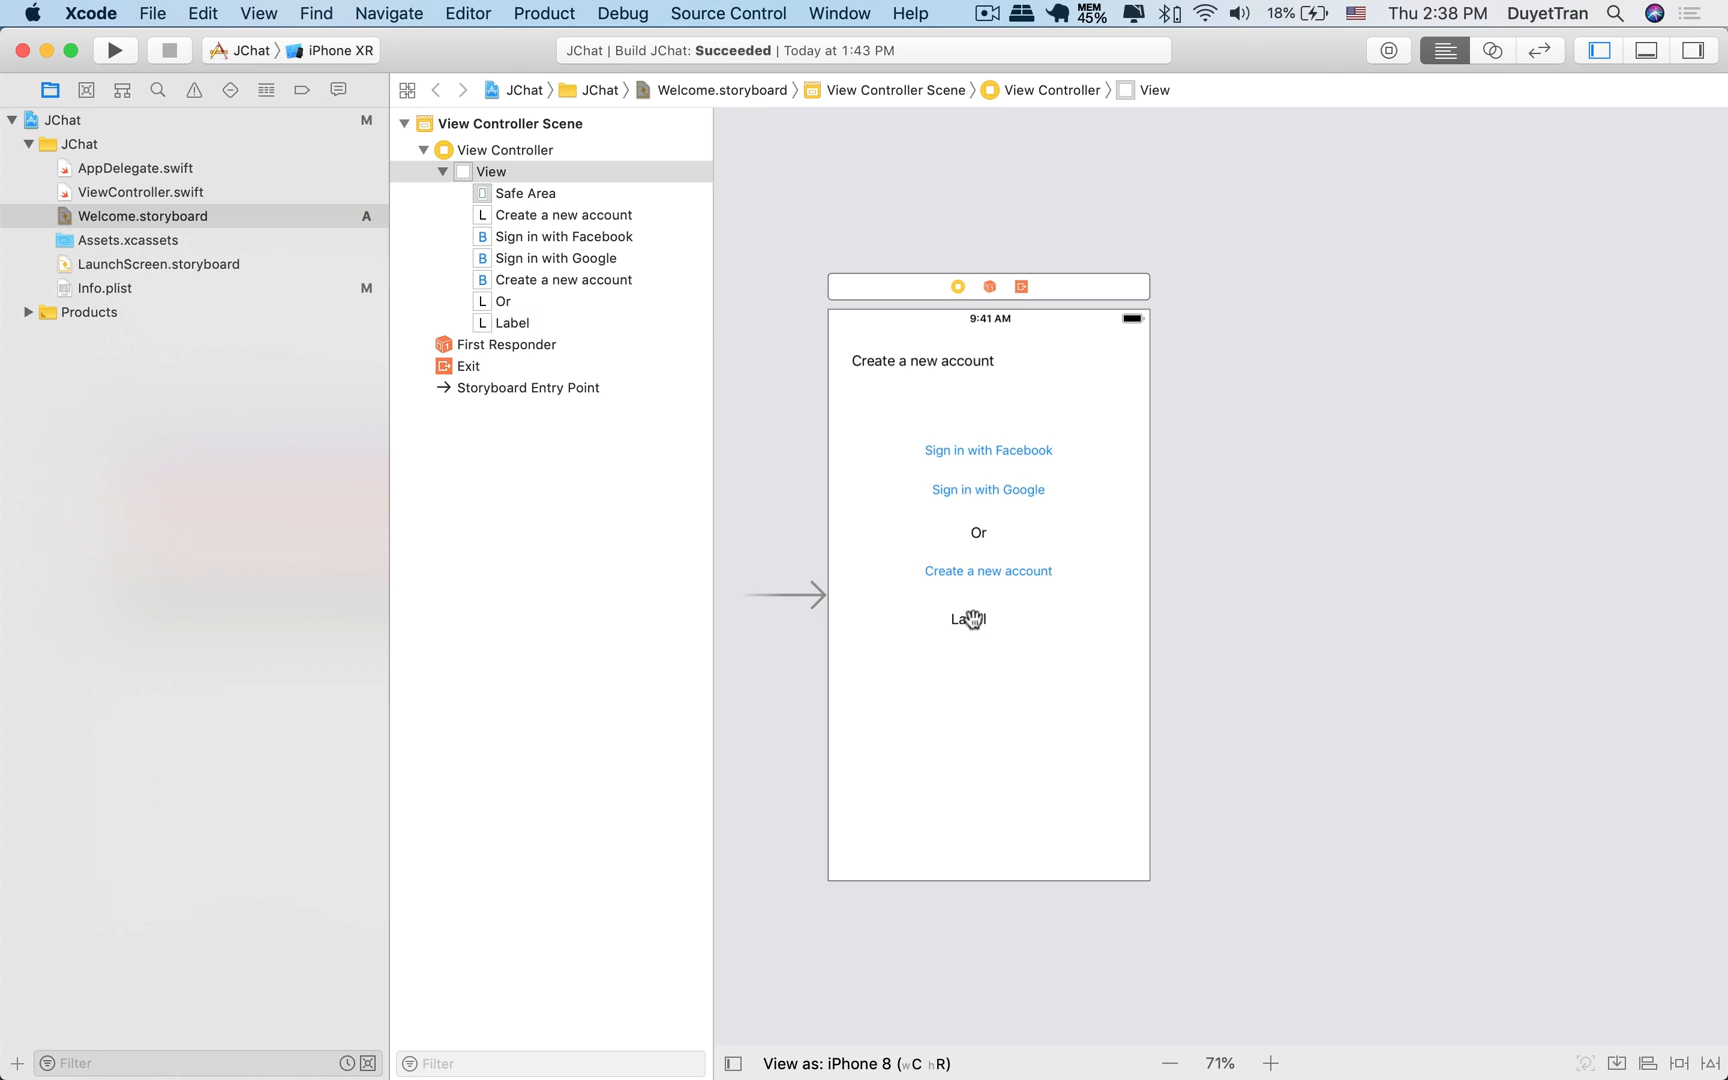 Xcode File Edit View Find Navigate Editor Product Debug Source Control Window Help MEM 45% 18% Thu 2:38 PM DuyetTran
JChat iPhone XR
JChat | Build JChat: Succeeded | Today at 1:43 PM
JChat JChat Welcome.storyboard View Controller Scene View Controller View
JChat M
JChat
AppDelegate.swift
ViewController.swift
Welcome.storyboard A
Assets.xcassets
LaunchScreen.storyboard
Info.plist M
Products
View Controller Scene
View Controller
View
Safe Area
L Create a new account
B Sign in with Facebook
B Sign in with Google
B Create a new account
L Or
L Label
First Responder
Exit
Storyboard Entry Point
9:41 AM
Create a new account
Sign in with Facebook
Sign in with Google
Or
Create a new account
Filter
Filter
View as: iPhone 8 (wC hR)
71%